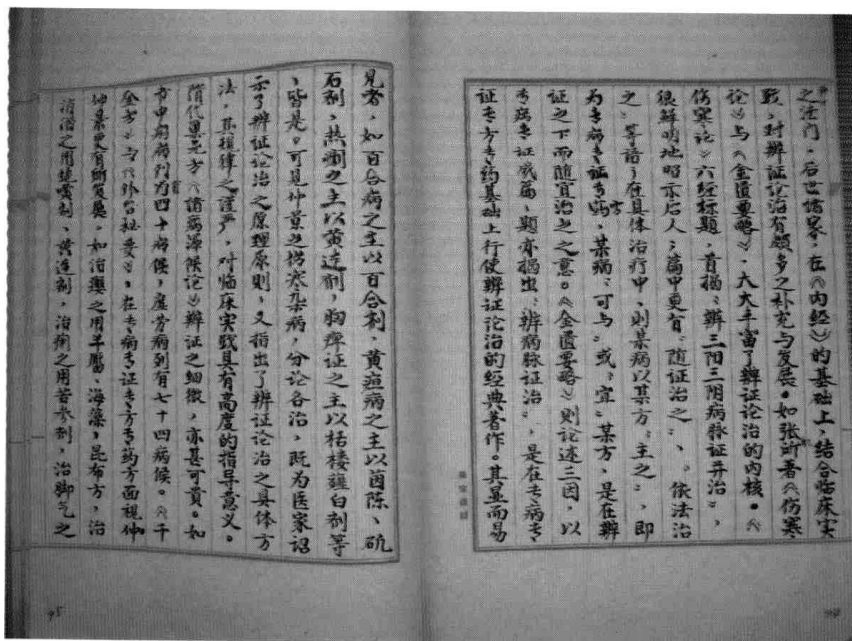 之法门。后世诸家，在《内经》的基础上，结合临床实
践，对辨证论治有颇多之补充与发展。如张所著《伤寒
论》与《金匮要略》，大大丰富了辨证论治的内核。《
伤寒论》六经标题，首揭“辨三阳三阴病脉证并治”，
很鲜明地昭示后人；篇中更有“随证治之”、“依法治
之”等语；在具体治疗中，则某病以某方“主之”，即
为专病专证专方，某病“可与”或“宜”某方，是在辨
证之下而随宜治之之意。《金匮要略》则论述三因，以
专病专证成篇，题亦揭出“辨病脉证治”，是在专病专
证专方专药基础上行使辨证论治的经典著作。其显而易
见者，如百合病之主以百合剂，黄疸病之主以茵陈、矾
石剂，热痢之主以黄连剂，胸痹证之主以栝楼薤白剂等
，皆是。可见仲景之伤寒杂病，分论各治，既为医家诏
示了辨证论治之原理原则，又指出了辨证论治之具体方
法，其规律之谨严，对临床实践具有高度的指导意义。
隋代巢元方《诸病源候论》辨证之细微，亦甚可贵。如
书中将痢病列为四十病候，虚劳病列有七十四病候。《千
金方》与《外台秘要》，在专病专证专方专药方面视仲
仲景更有所发展。如治瘿之用羊靥、海藻、昆布方，治
消渴之用地黄剂、黄连剂，治痢之用苦参剂，治脚气之
95